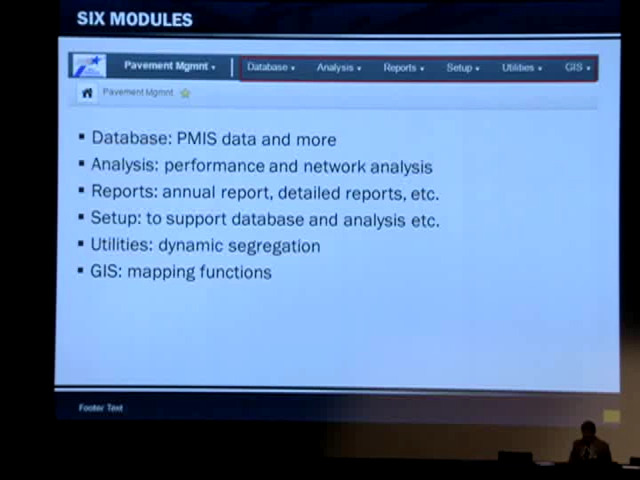 SIX MODULES
Pavement Mgmnt Database Analysis Reports Setup Utilities GIS
Pavement Mgmnt
▪ Database: PMIS data and more
▪ Analysis: performance and network analysis
▪ Reports: annual report, detailed reports, etc.
▪ Setup: to support database and analysis etc.
▪ Utilities: dynamic segregation
▪ GIS: mapping functions
Footer Text